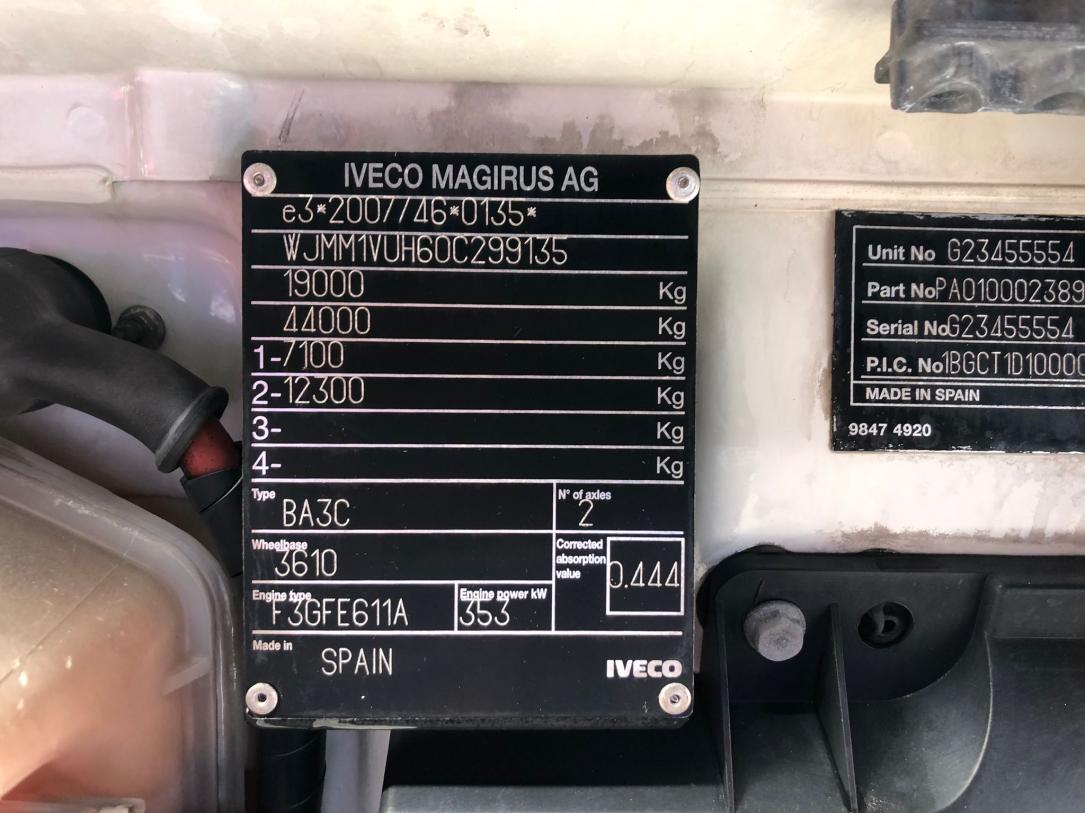 IVECO MAGIRUS AG
e3*2007/46*0135*
WJMM1VUH60C299135
19000 Kg
44000 Kg
1-7100 Kg
2-12300 Kg
3- Kg
4- Kg
Type BA3C
N° of axles 2
Wheelbase 3610
Corrected absorption value 0.444
Engine type F3GFE611A
Engine power kW 353
Made in SPAIN
IVECO
Unit No G23455554
Part No PA010002389
Serial No G23455554
P.I.C. No 1BGCT1D10000
MADE IN SPAIN
9847 4920